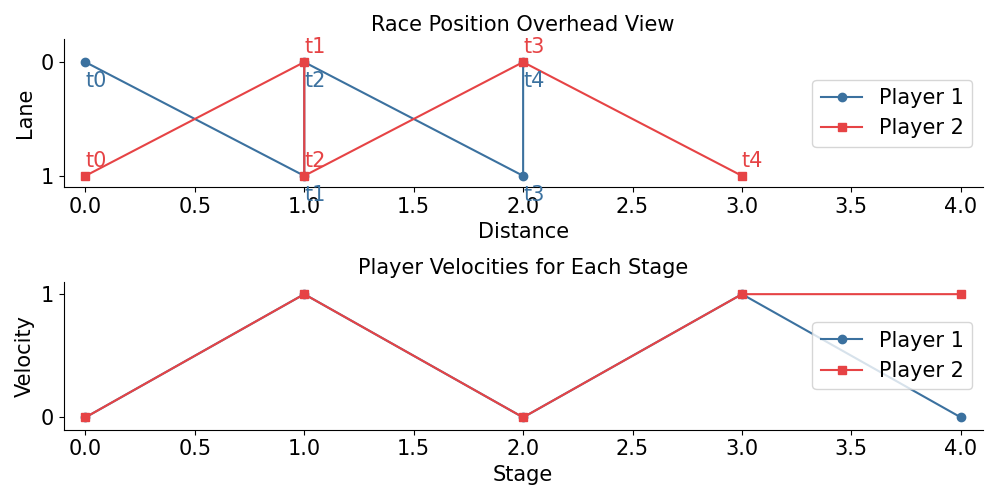 Race Position Overhead View
t1
t3
0
t0
t2
t4
Lane
Player 1
Player 2
t0
t2
t4
1
t1
t3
0.0 0.5 1.0 1.5 2.0 2.5 3.0 3.5 4.0
Distance
Player Velocities for Each Stage
1
Velocity
Player 1
Player 2
0
0.0 0.5 1.0 1.5 2.0 2.5 3.0 3.5 4.0
Stage